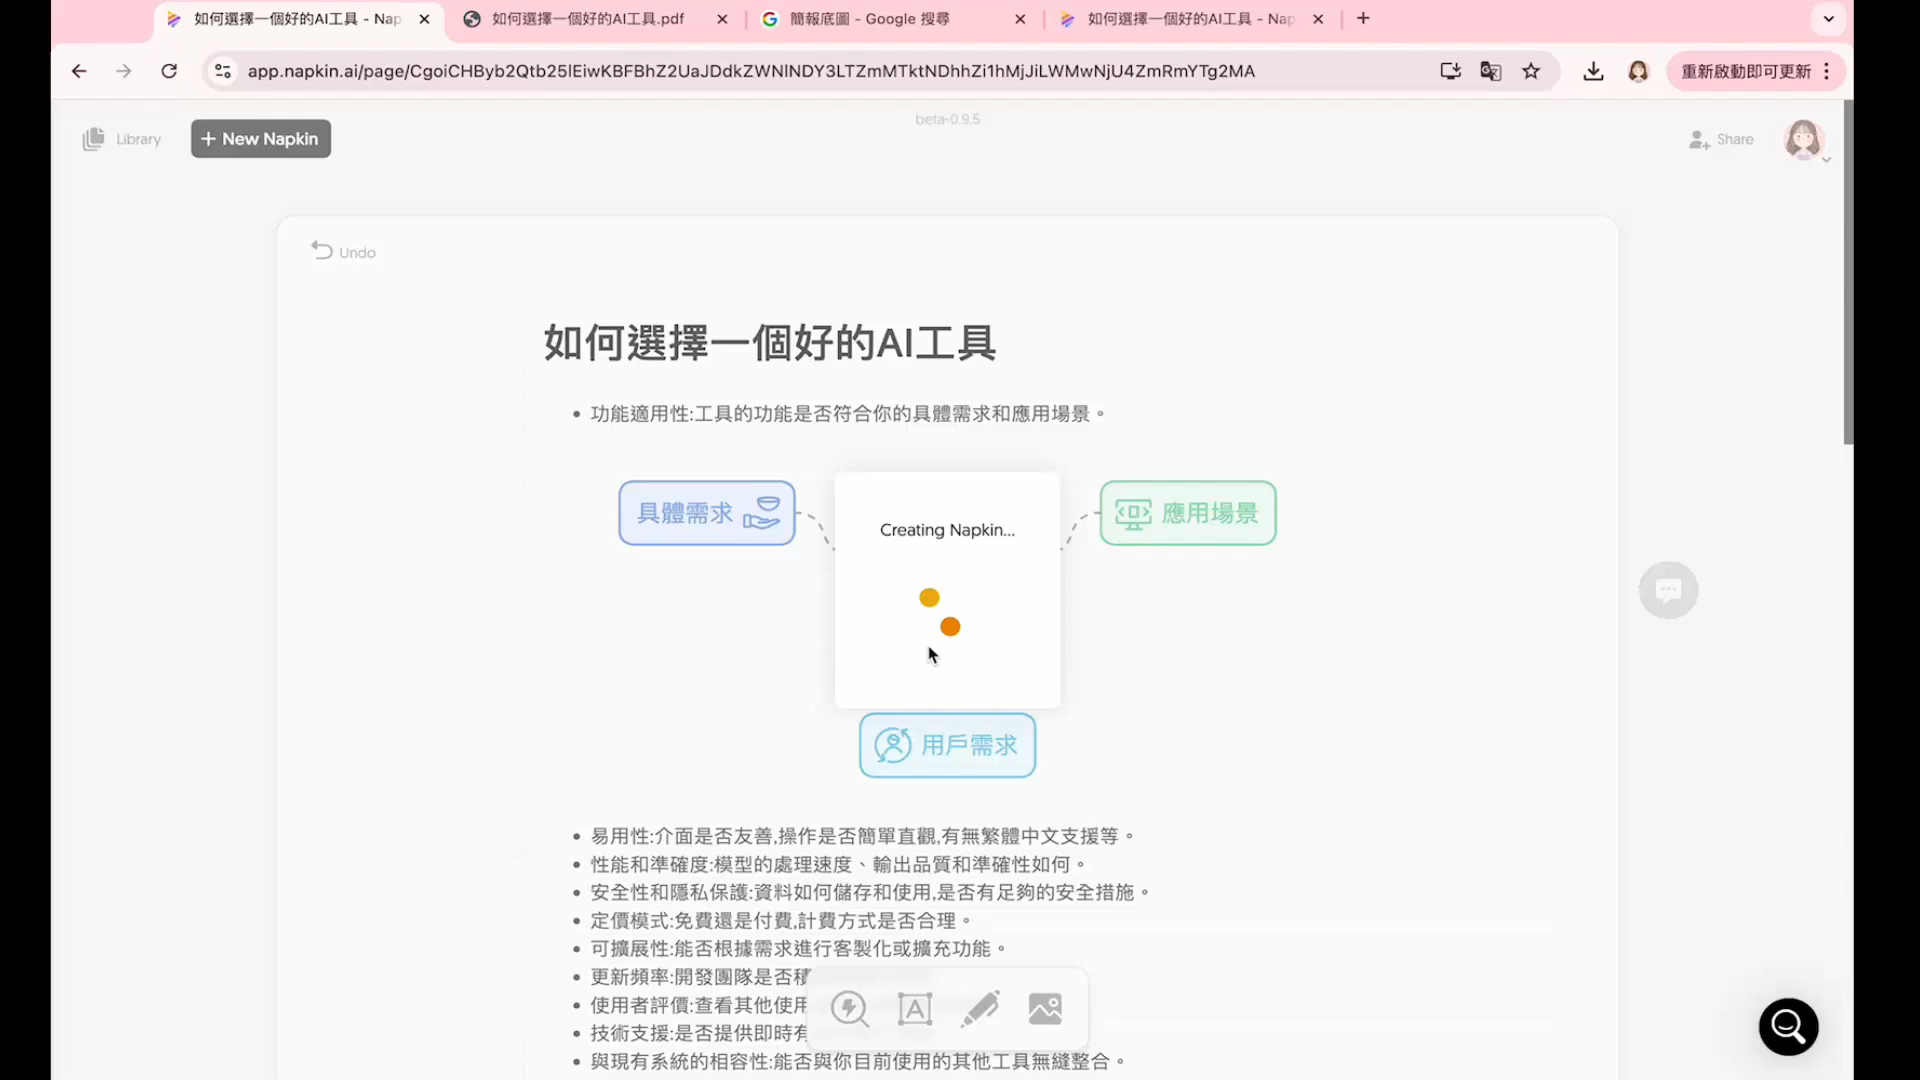 如何選擇一個好的AI工具 - Nap
如何選擇一個好的AI工具.pdf
簡報底圖 - Google 搜尋
如何選擇一個好的AI工具 - Nap
app.napkin.ai/page/CgoiCHByb2Qtb25lEiwKBFBhZ2UaJDdkZWNlNDY3LTZmMTktNDhhZi1hMjJiLWMwNjU4ZmRmYTg2MA
重新啟動即可更新
beta-0.9.5
Library
+ New Napkin
Share
Undo
如何選擇一個好的AI工具
• 功能適用性:工具的功能是否符合你的具體需求和應用場景。
具體需求
應用場景
Creating Napkin...
用戶需求
• 易用性:介面是否友善,操作是否簡單直觀,有無繁體中文支援等。
• 性能和準確度:模型的處理速度、輸出品質和準確性如何。
• 安全性和隱私保護:資料如何儲存和使用,是否有足夠的安全措施。
• 定價模式:免費還是付費,計費方式是否合理。
• 可擴展性:能否根據需求進行客製化或擴充功能。
• 更新頻率:開發團隊是否積
• 使用者評價:查看其他使用
• 技術支援:是否提供即時有
• 與現有系統的相容性:能否與你目前使用的其他工具無縫整合。